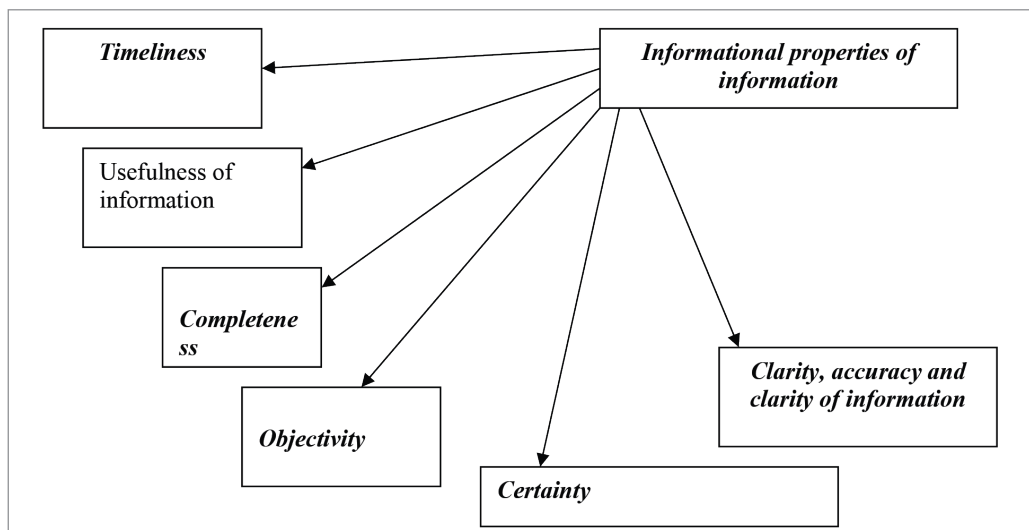 Timeliness
Informational properties of
information
Usefulness of
information
Completene
ss
Clarity, accuracy and
clarity of information
Objectivity
Certainty